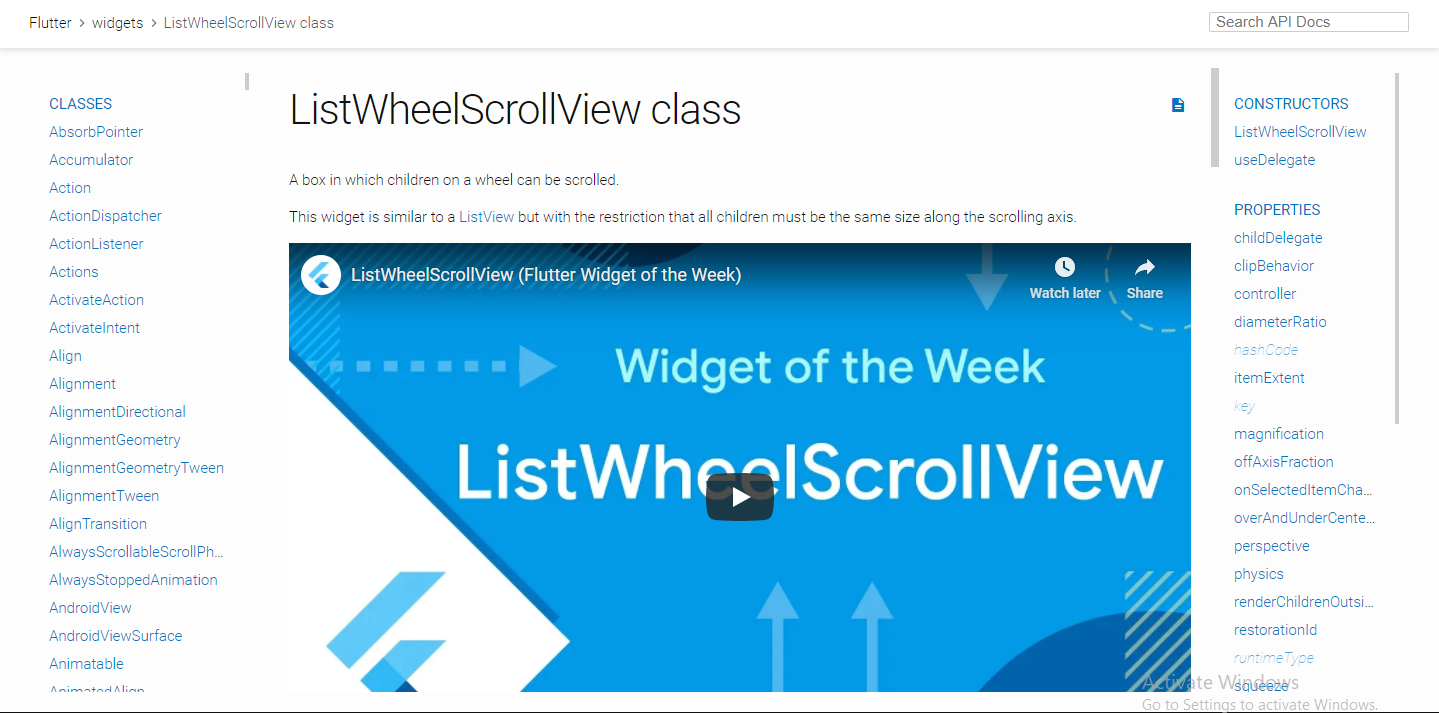 Flutter > widgets > ListWheelScrollView class
Search API Docs
CLASSES
AbsorbPointer
Accumulator
Action
ActionDispatcher
ActionListener
Actions
ActivateAction
ActivateIntent
Align
Alignment
AlignmentDirectional
AlignmentGeometry
AlignmentGeometryTween
AlignmentTween
AlignTransition
AlwaysScrollableScrollPh...
AlwaysStoppedAnimation
AndroidView
AndroidViewSurface
Animatable
AnimatedAlign
ListWheelScrollView class
A box in which children on a wheel can be scrolled.
This widget is similar to a ListView but with the restriction that all children must be the same size along the scrolling axis.
ListWheelScrollView (Flutter Widget of the Week)
Watch later
Share
Widget of the Week
ListWheelScrollView
CONSTRUCTORS
ListWheelScrollView
useDelegate
PROPERTIES
childDelegate
clipBehavior
controller
diameterRatio
hashCode
itemExtent
key
magnification
offAxisFraction
onSelectedItemCha...
overAndUnderCente...
perspective
physics
renderChildrenOutsi...
restorationId
runtimeType
squeeze
Activate Windows
Go to Settings to activate Windows.